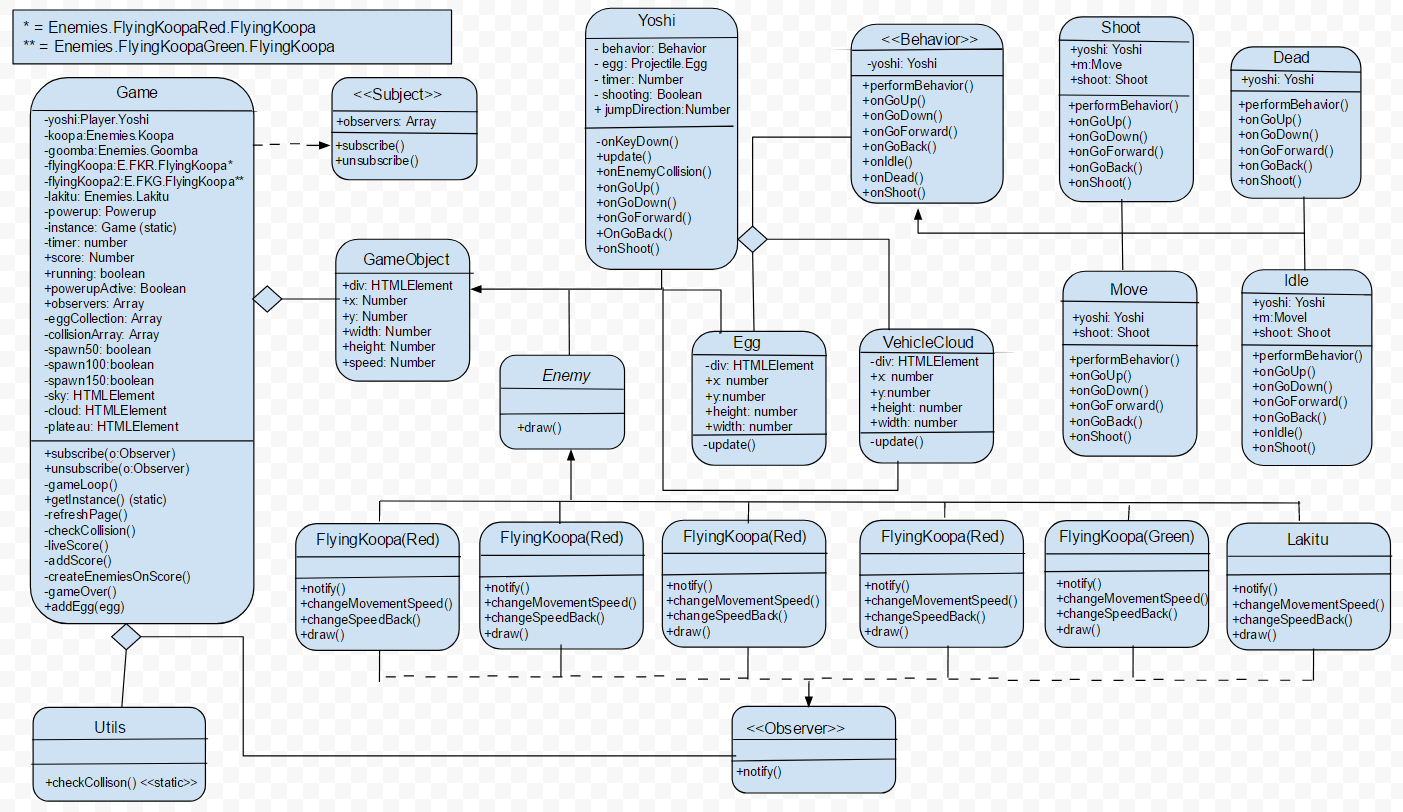 * = Enemies.FlyingKoopaRed.FlyingKoopa
** = Enemies.FlyingKoopaGreen.FlyingKoopa
Game
-yoshi:Player.Yoshi
-koopa:Enemies.Koopa
-goomba:Enemies.Goomba
-flyingKoopa:E.FKR.FlyingKoopa*
-flyingKoopa2:E.FKG.FlyingKoopa**
-lakitu: Enemies.Lakitu
-powerup: Powerup
-instance: Game (static)
-timer: number
+score: Number
+running: boolean
+powerupActive: Boolean
+observers: Array
-eggCollection: Array
-collisionArray: Array
-spawn50: boolean
-spawn100:boolean
-spawn150:boolean
-sky: HTMLElement
-cloud: HTMLElement
-plateau: HTMLElement
+subscribe(o:Observer)
+unsubscribe(o:Observer)
-gameLoop()
+getInstance() (static)
-refreshPage()
-checkCollision()
-liveScore()
-addScore()
-createEnemiesOnScore()
-gameOver()
+addEgg(egg)
<<Subject>>
+observers: Array
+subscribe()
+unsubscribe()
GameObject
+div: HTMLElement
+x: Number
+y: Number
+width: Number
+height: Number
+speed: Number
Yoshi
- behavior: Behavior
- egg: Projectile.Egg
- timer: Number
- shooting: Boolean
+ jumpDirection:Number
-onKeyDown()
+update()
+onEnemyCollision()
+onGoUp()
+onGoDown()
+onGoForward()
+OnGoBack()
+onShoot()
<<Behavior>>
-yoshi: Yoshi
+performBehavior()
+onGoUp()
+onGoDown()
+onGoForward()
+onGoBack()
+onIdle()
+onDead()
+onShoot()
Shoot
+yoshi: Yoshi
+m:Move
+shoot: Shoot
+performBehavior()
+onGoUp()
+onGoDown()
+onGoForward()
+onGoBack()
+onShoot()
Dead
+yoshi: Yoshi
+performBehavior()
+onGoUp()
+onGoDown()
+onGoForward()
+onGoBack()
+onShoot()
Enemy
+draw()
Egg
-div: HTMLElement
+x: number
+y:number
+height: number
+width: number
-update()
VehicleCloud
-div: HTMLElement
+x: number
+y:number
+height: number
+width: number
-update()
Move
+yoshi: Yoshi
+shoot: Shoot
+performBehavior()
+onGoUp()
+onGoDown()
+onGoForward()
+onGoBack()
+onShoot()
Idle
+yoshi: Yoshi
+m:Movel
+shoot: Shoot
+performBehavior()
+onGoUp()
+onGoDown()
+onGoForward()
+onGoBack()
+onIdle()
+onShoot()
FlyingKoopa(Red)
+notify()
+changeMovementSpeed()
+changeSpeedBack()
+draw()
FlyingKoopa(Red)
+notify()
+changeMovementSpeed()
+changeSpeedBack()
+draw()
FlyingKoopa(Red)
+notify()
+changeMovementSpeed()
+changeSpeedBack()
+draw()
FlyingKoopa(Red)
+notify()
+changeMovementSpeed()
+changeSpeedBack()
+draw()
FlyingKoopa(Green)
+notify()
+changeMovementSpeed()
+changeSpeedBack()
+draw()
Lakitu
+notify()
+changeMovementSpeed()
+changeSpeedBack()
+draw()
Utils
+checkCollison() <<static>>
<<Observer>>
+notify()